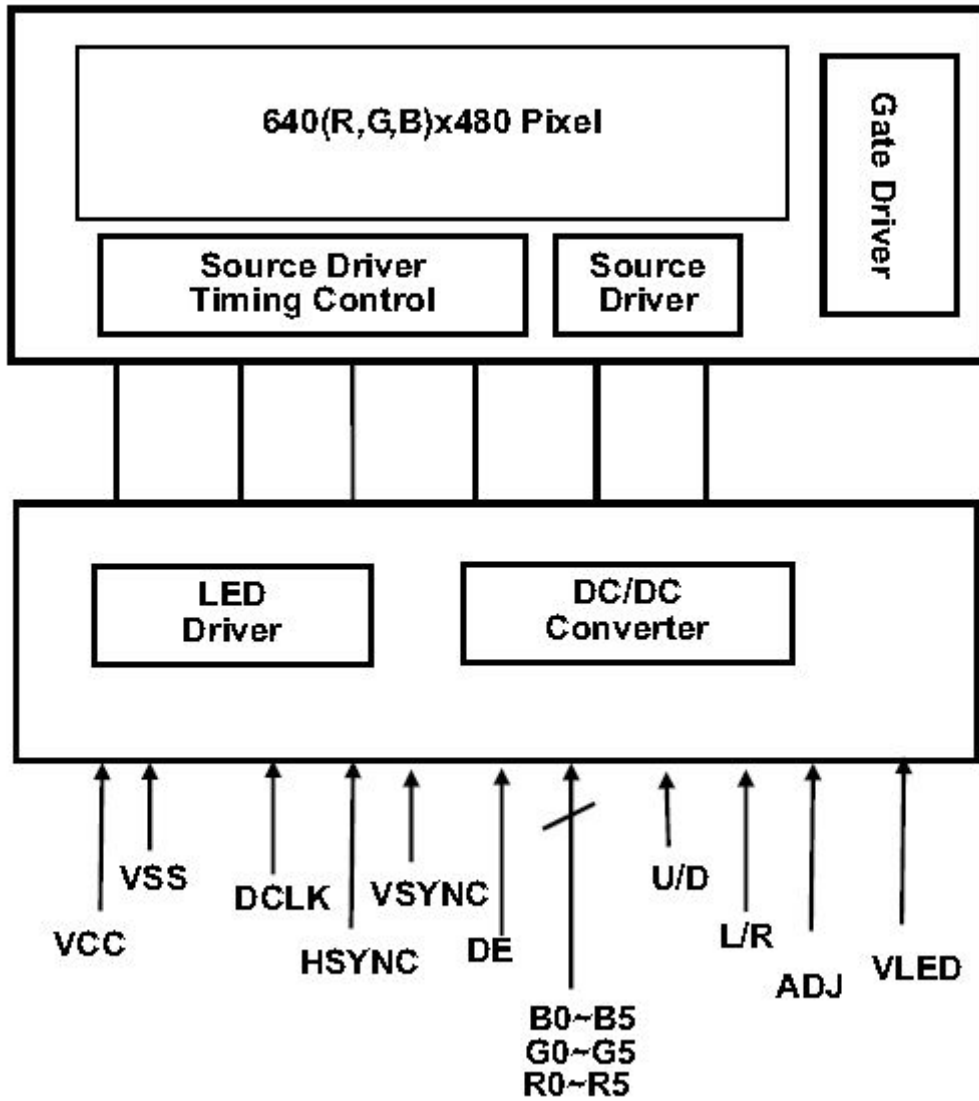 640(R,G,B)x480 Pixel
Gate Driver
Source Driver
Timing Control
Source
Driver
LED
Driver
DC/DC
Converter
VCC
VSS
DCLK
HSYNC
VSYNC
DE
B0~B5
G0~G5
R0~R5
U/D
L/R
ADJ
VLED